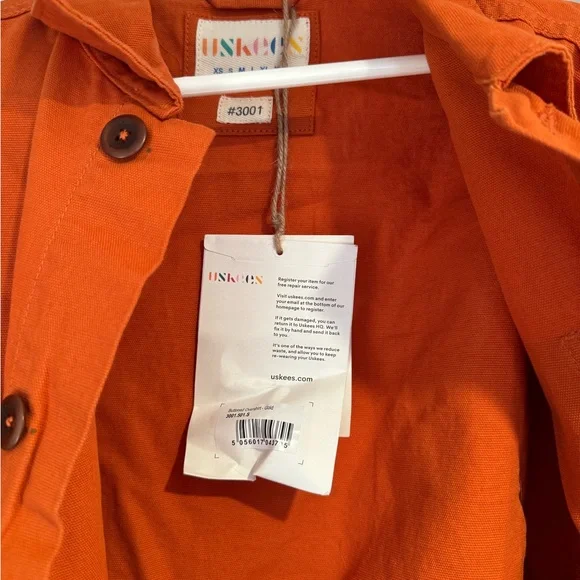 USKEES
XS S M L XL
#3001
USKEES
Register your item for our
free repair service.
Visit uskees.com and enter
your email at the bottom of our
homepage to register.
If it gets damaged, you can
return it to Uskees HQ. We'll
fix it by hand and send it back
to you.
It's one of the ways we reduce
waste, and allow you to keep
re-wearing your Uskees.
uskees.com
Buttoned Overshirt -
3001.501.S